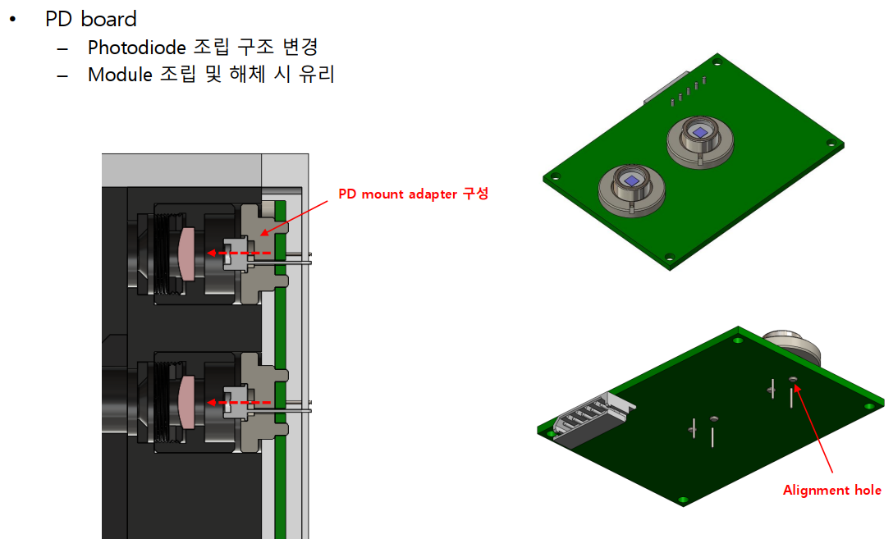 • PD board
– Photodiode 조립 구조 변경
– Module 조립 및 해체 시 유리
PD mount adapter 구성
Alignment hole